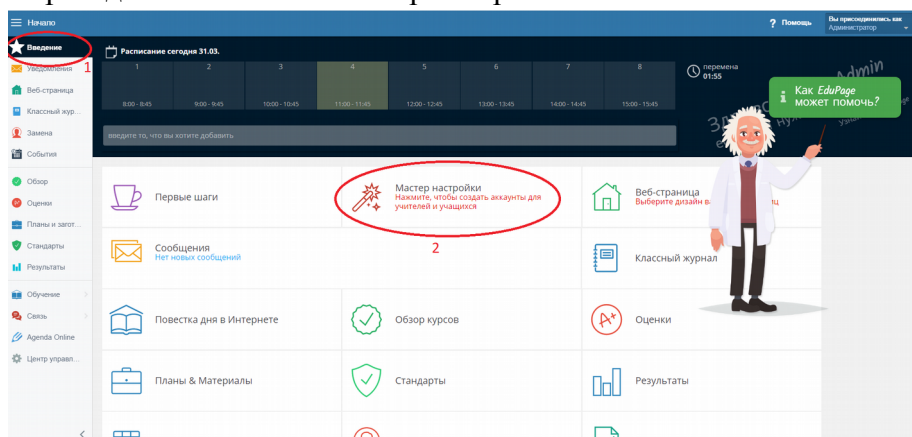 Начало
? Помощь
Вы присоединились как
Администратор
Введение
1
Уведомления
Веб-страница
Классный жур...
Замена
События
Обзор
Оценки
Планы и загот...
Стандарты
Результаты
Обучение
Связь
Agenda Online
Центр управл...
Расписание сегодня 31.03.
1 2 3 4 5 6 7 8
8:00 - 8:45 9:00 - 9:45 10:00 - 10:45 11:00 - 11:45 12:00 - 12:45 13:00 - 13:45 14:00 - 14:45 15:00 - 15:45
перемена
01:55
введите то, что вы хотите добавить
Как EduPage
может помочь?
Первые шаги
Мастер настройки
Нажмите, чтобы создать аккаунты для
учителей и учащихся
2
Веб-страница
Выберите дизайн
Сообщения
Нет новых сообщений
Классный журнал
Повестка дня в Интернете
Обзор курсов
Оценки
Планы & Материалы
Стандарты
Результаты